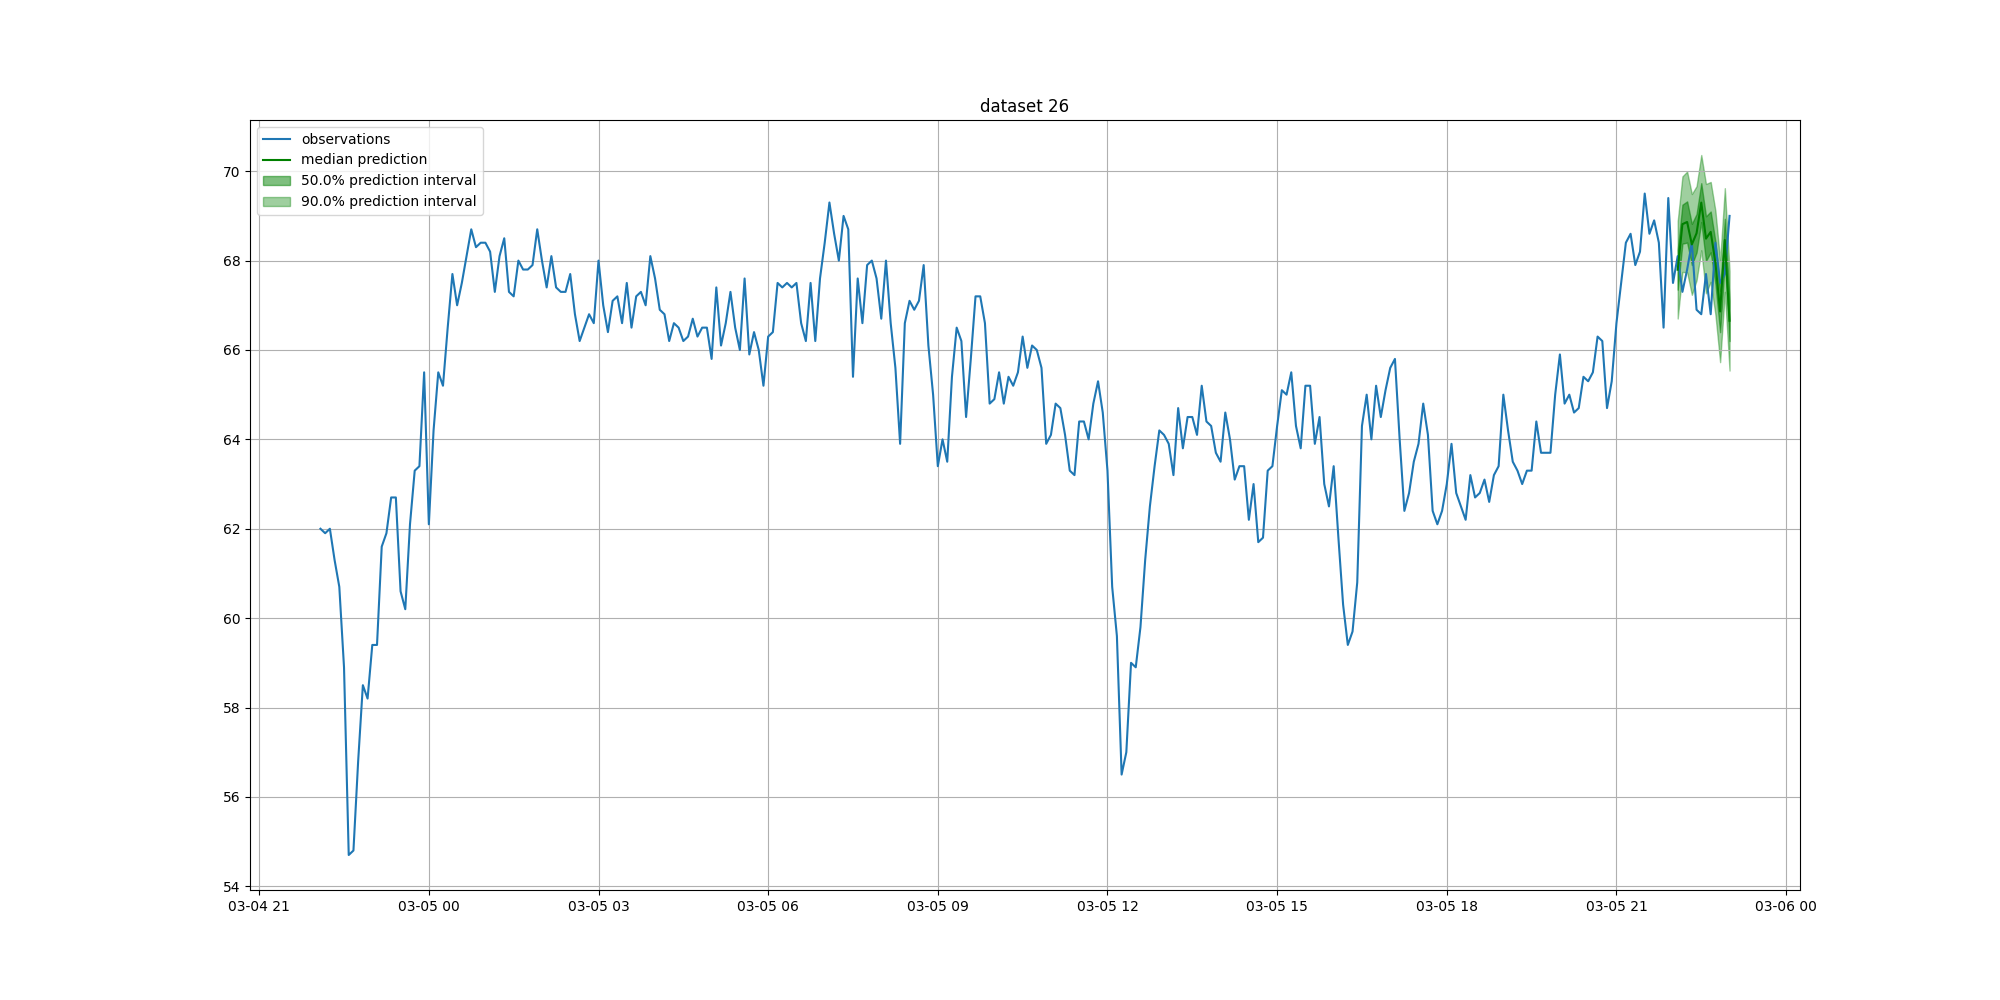 dataset 26
observations
median prediction
50.0% prediction interval
90.0% prediction interval
70
68
66
64
62
60
58
56
54
03-04 21 03-05 00 03-05 03 03-05 06 03-05 09 03-05 12 03-05 15 03-05 18 03-05 21 03-06 00